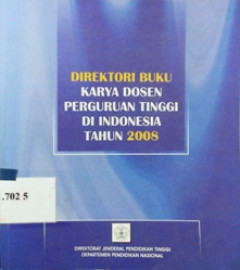 DIREKTORI BUKU
KARYA DOSEN
PERGURUAN TINGGI
DI INDONESIA
TAHUN 2008
.702 5
DIREKTORAT JENDERAL PENDIDIKAN TINGGI
DEPARTEMEN PENDIDIKAN NASIONAL